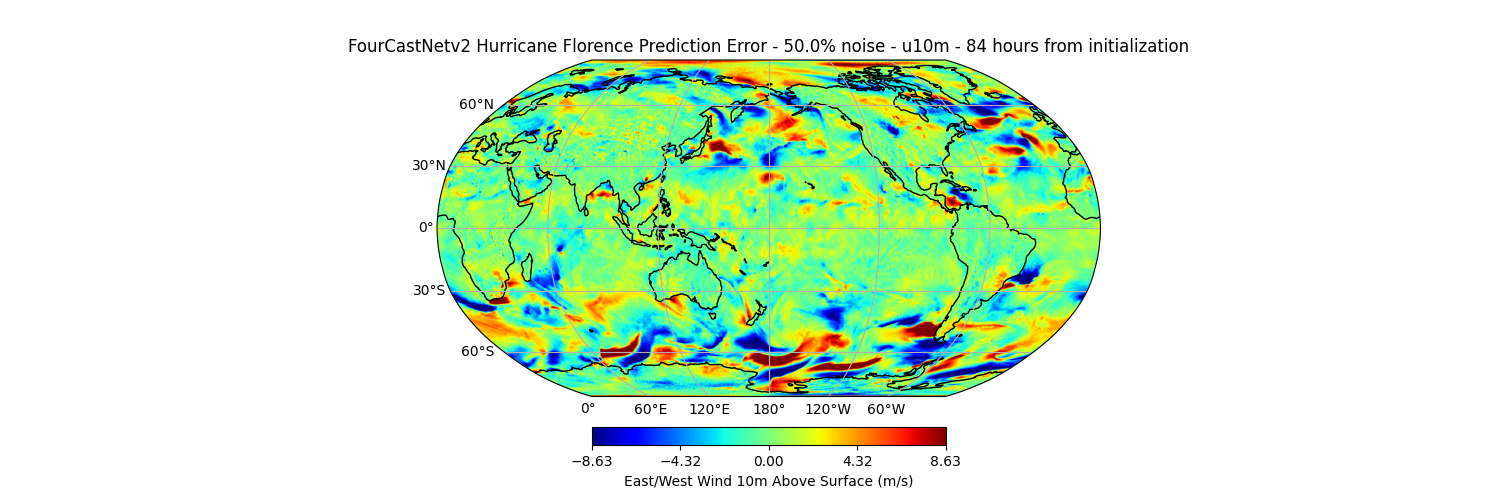 FourCastNetv2 Hurricane Florence Prediction Error - 50.0% noise - u10m - 84 hours from initialization
60°N
30°N
0°
30°S
60°S
0° 60°E 120°E 180° 120°W 60°W
−8.63 −4.32 0.00 4.32 8.63
East/West Wind 10m Above Surface (m/s)